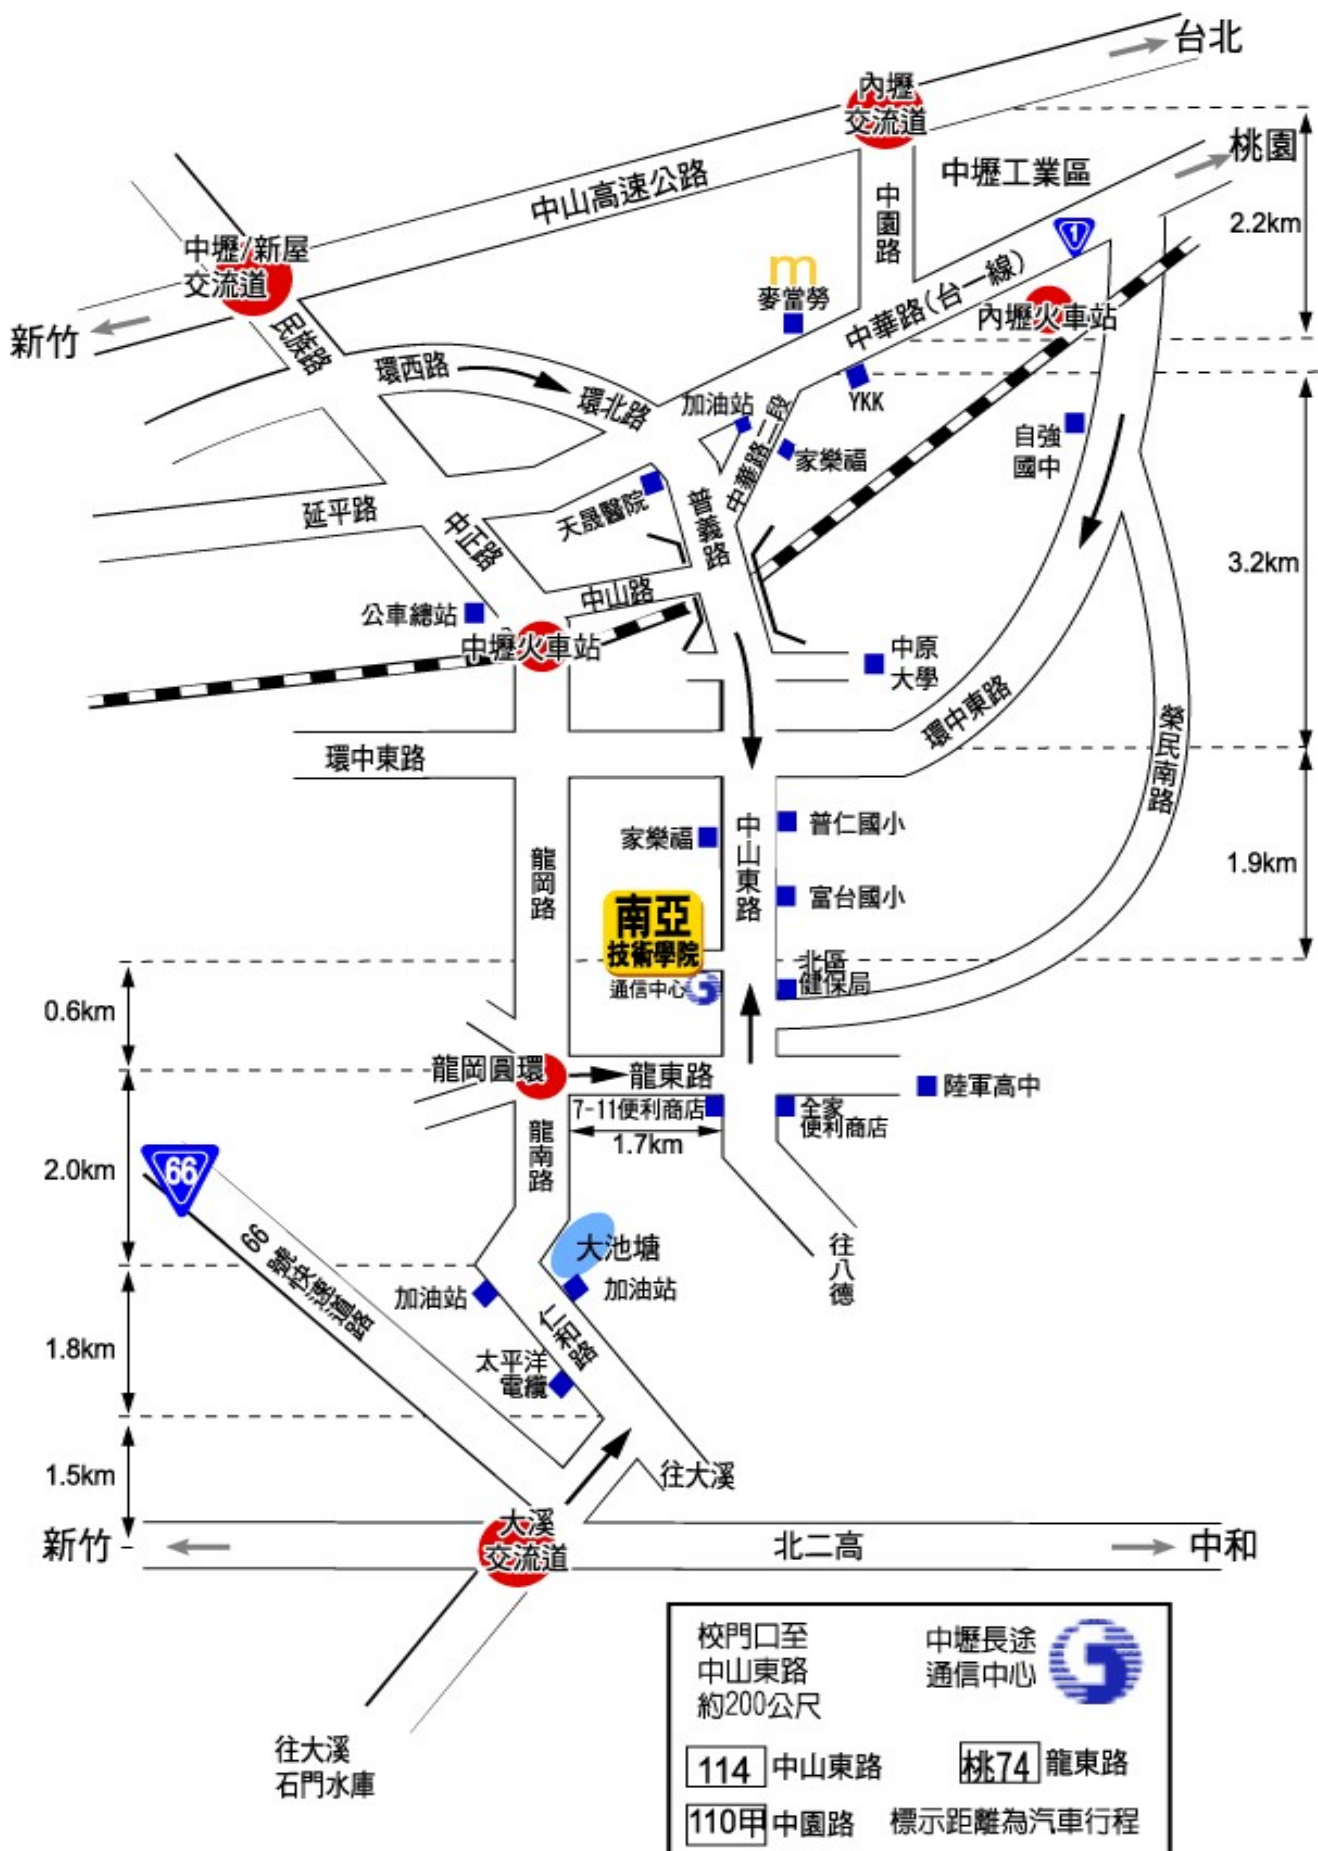 台北
內壢
交流道
桃園
中壢工業區
中山高速公路
中園路
2.2km
1
中壢/新屋
交流道
m
麥當勞
中華路(台一線)
內壢火車站
新竹
民族路
環西路
環北路
加油站
YKK
中華路二段
家樂福
自強
國中
天晟醫院
普義路
延平路
中正路
3.2km
中山路
公車總站
中壢火車站
中原
大學
環中東路
環中東路
榮民南路
家樂福
中山東路
普仁國小
1.9km
龍岡路
富台國小
南亞
技術學院
北區
健保局
通信中心
0.6km
龍岡圓環
龍東路
陸軍高中
7-11便利商店
全家
便利商店
1.7km
龍南路
2.0km
66
66號快速道路
大池塘
往八德
加油站
加油站
仁和路
1.8km
太平洋
電纜
1.5km
往大溪
大溪
交流道
新竹
北二高
中和
往大溪
石門水庫
校門口至
中山東路
約200公尺
中壢長途
通信中心
114 中山東路
桃74 龍東路
110甲 中園路
標示距離為汽車行程